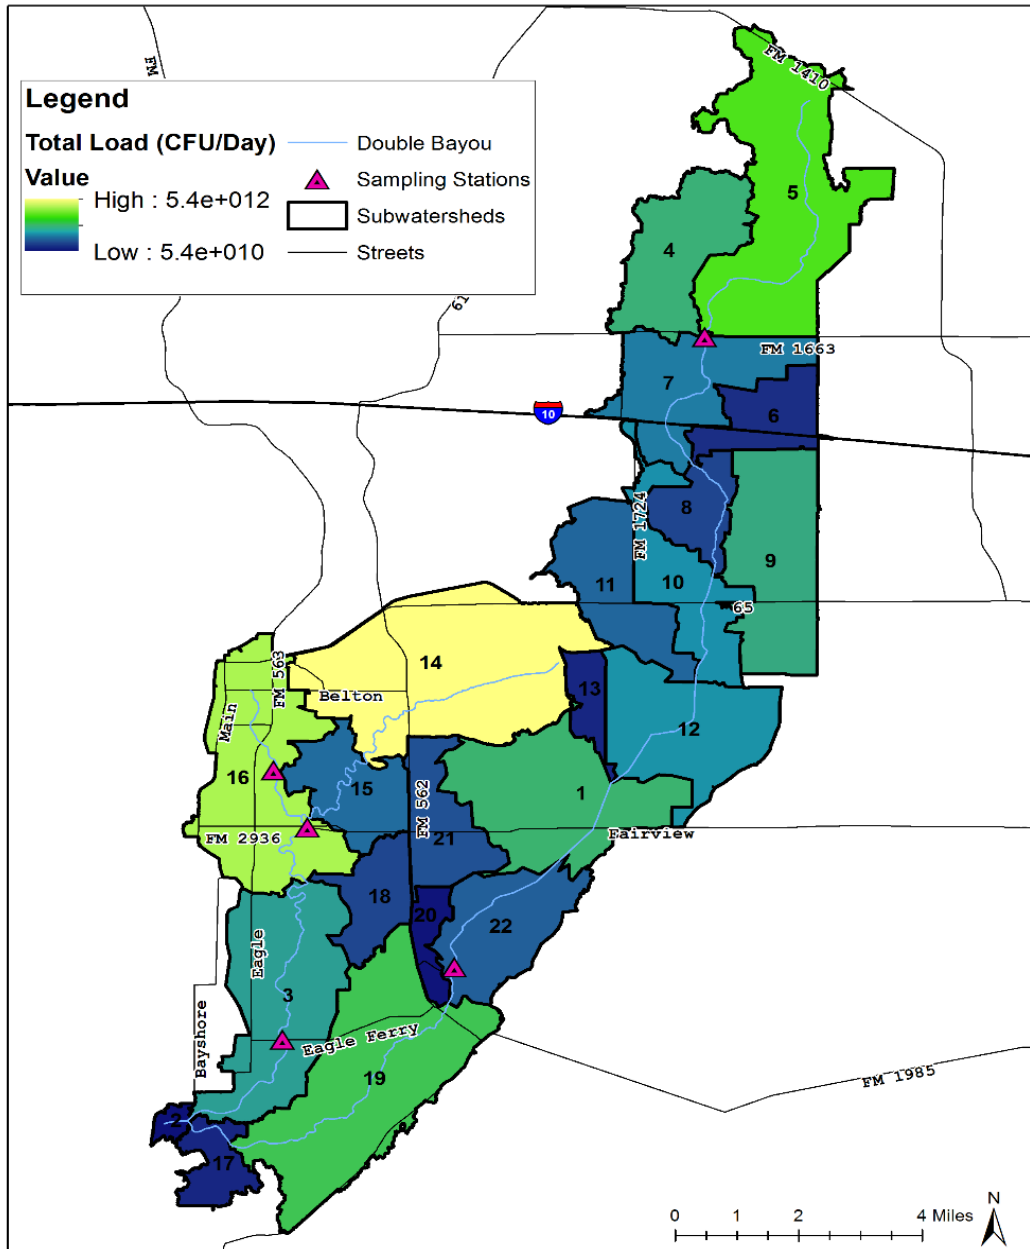 FM 1410
FM
Legend
Total Load (CFU/Day)
Value
High : 5.4e+012
Low : 5.4e+010
Double Bayou
Sampling Stations
Subwatersheds
Streets
5
4
61
FM 1663
7
10
6
8
FM 1724
9
11
10
65
14
FM 563
13
Belton
Main
12
16
15
1
FM 562
FM 2936
21
Fairview
18
20
22
Eagle
3
Bayshore
Eagle Ferry
19
FM 1985
2
17
N
0 1 2 4 Miles